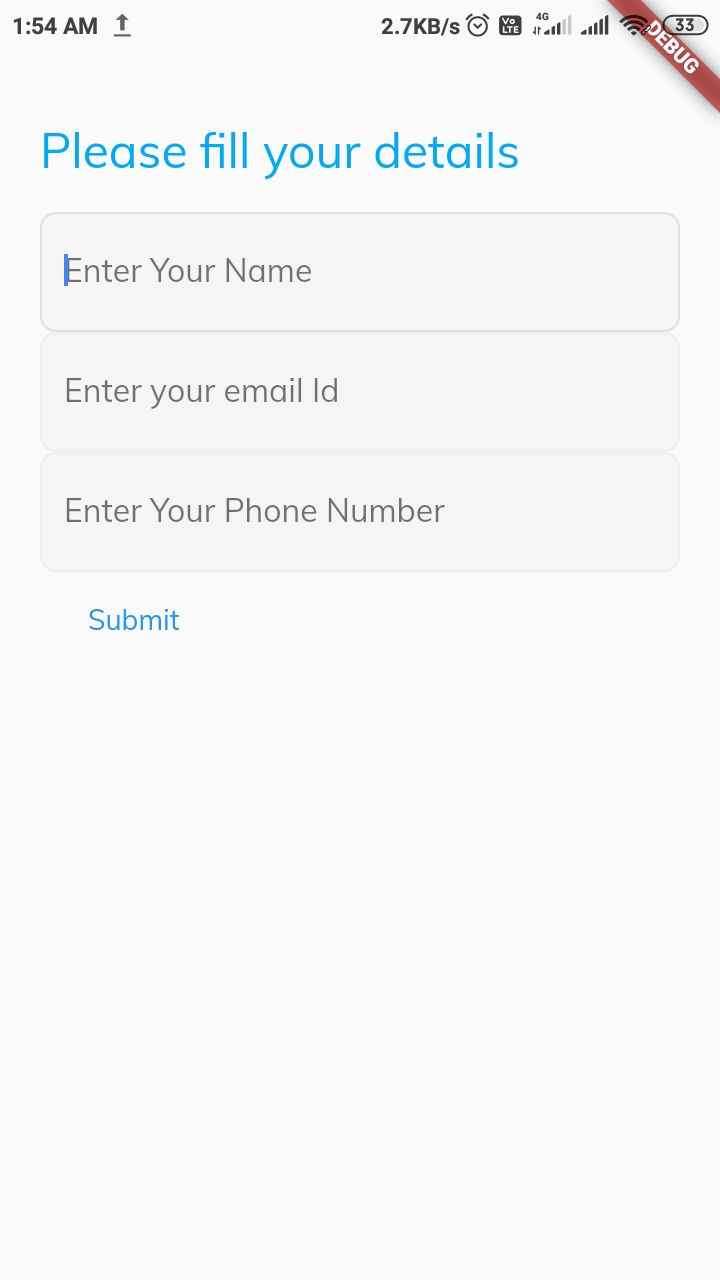 1:54 AM 2.7KB/s Vo LTE 4G 33
DEBUG
Please fill your details
Enter Your Name
Enter your email Id
Enter Your Phone Number
Submit